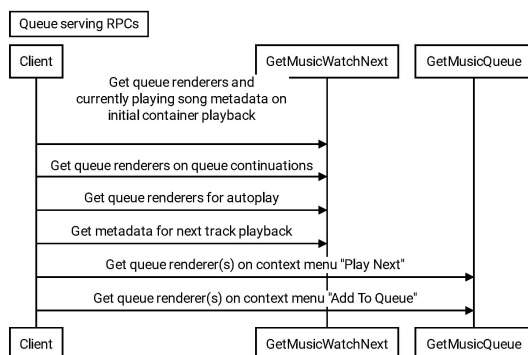 Queue serving RPCs
Client
GetMusicWatchNext
GetMusicQueue
Get queue renderers and
currently playing song metadata on
initial container playback
Get queue renderers on queue continuations
Get queue renderers for autoplay
Get metadata for next track playback
Get queue renderer(s) on context menu "Play Next"
Get queue renderer(s) on context menu "Add To Queue"
Client
GetMusicWatchNext
GetMusicQueue